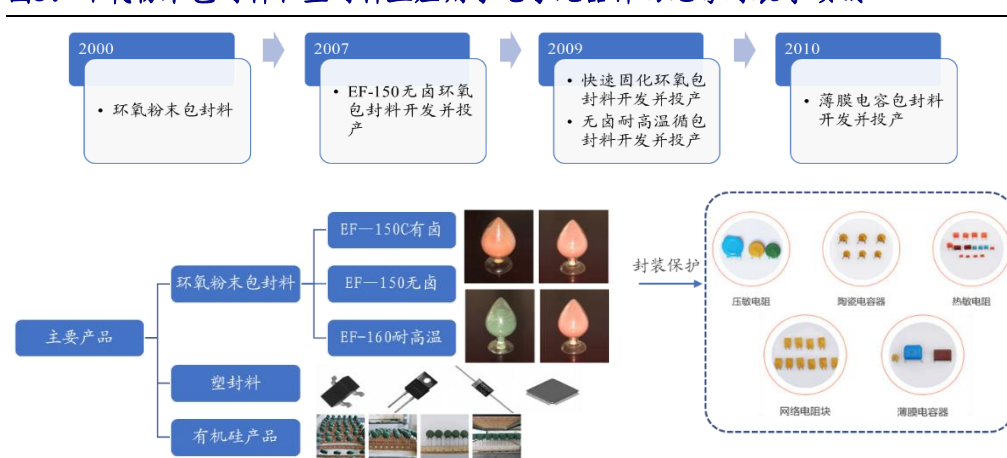 2000
• 环氧粉末包封料
2007
• EF-150无卤环氧
包封料开发并投
产
2009
• 快速固化环氧包
封料开发并投产
• 无卤耐高温循包
封料开发并投产
2010
• 薄膜电容包封料
开发并投产
主要产品
环氧粉末包封料
EF—150C有卤
EF—150无卤
EF-160耐高温
塑封料
有机硅产品
封装保护
压敏电阻
陶瓷电容器
热敏电阻
网络电阻块
薄膜电容器